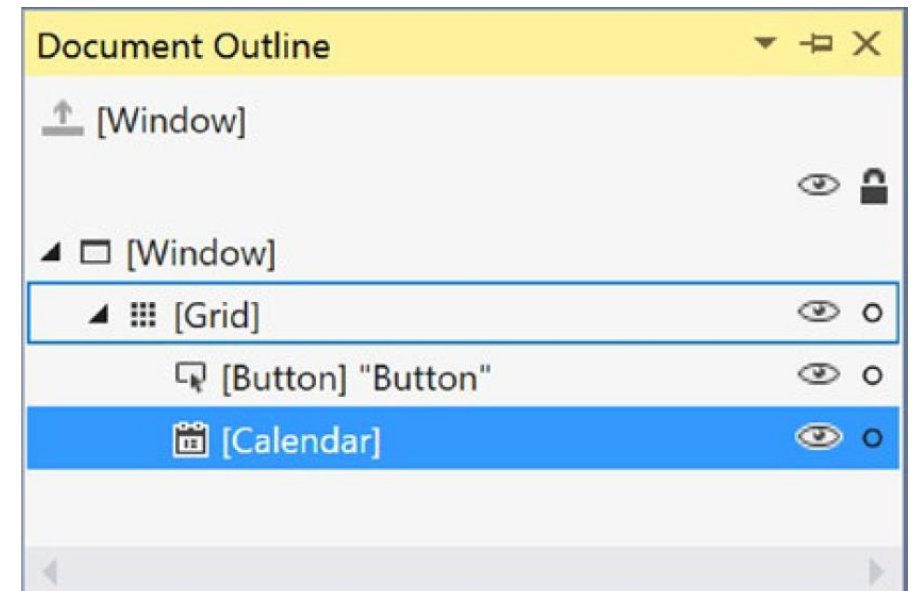 Document Outline
[Window]
[Window]
[Grid]
[Button] "Button"
[Calendar]